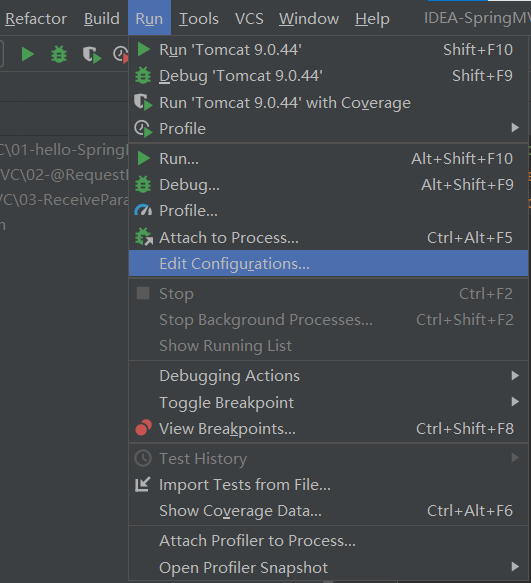 Refactor Build Run Tools VCS Window Help IDEA-SpringMV
Run 'Tomcat 9.0.44' Shift+F10
Debug 'Tomcat 9.0.44' Shift+F9
Run 'Tomcat 9.0.44' with Coverage
Profile
C\01-hello-Spring
Run... Alt+Shift+F10
VC\02-@Request
Debug... Alt+Shift+F9
VC\03-ReceivePara
Profile...
n
Attach to Process... Ctrl+Alt+F5
Edit Configurations...
Stop Ctrl+F2
Stop Background Processes... Ctrl+Shift+F2
Show Running List
Debugging Actions
Toggle Breakpoint
View Breakpoints... Ctrl+Shift+F8
Test History
Import Tests from File...
Show Coverage Data... Ctrl+Alt+F6
Attach Profiler to Process...
Open Profiler Snapshot